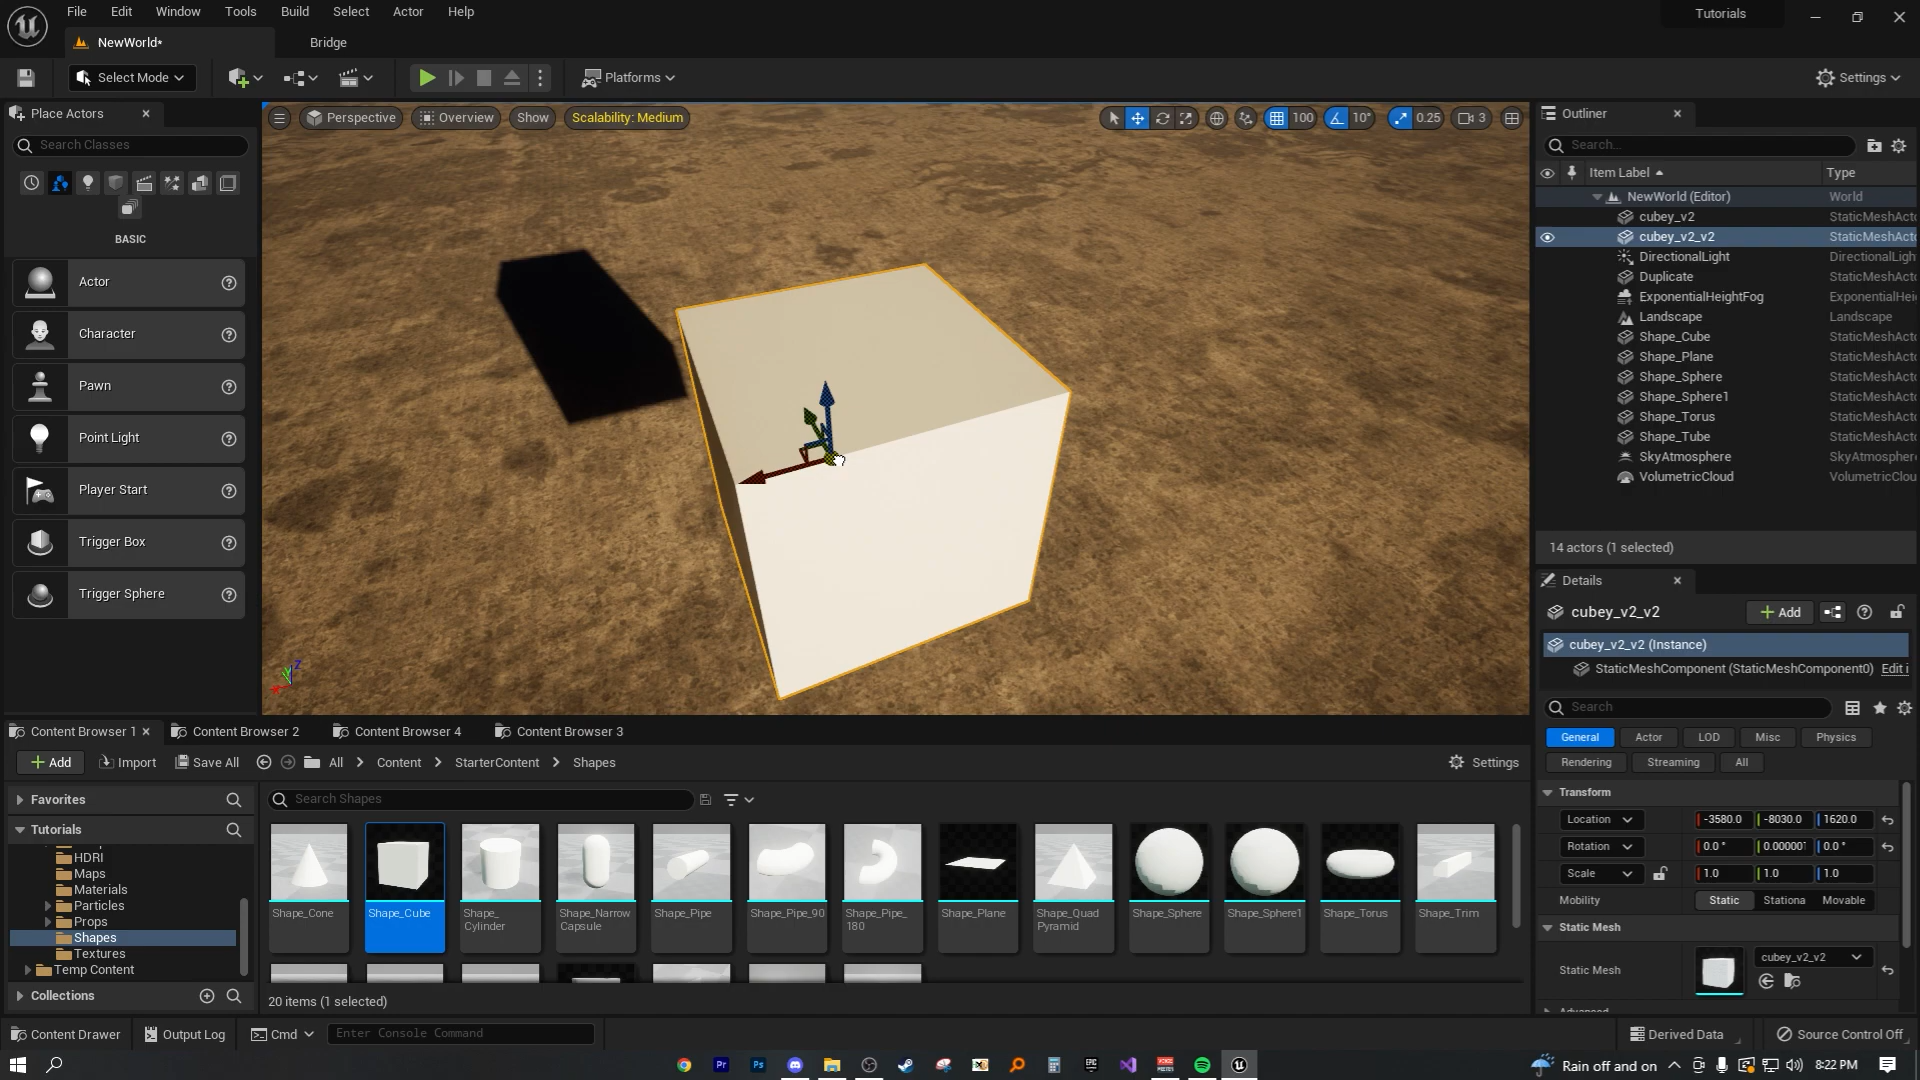 File Edit Window Tools Build Select Actor Help
Tutorials
NewWorld*
Bridge
Select Mode
Platforms
Settings
Place Actors
Search Classes
BASIC
Actor
Character
Pawn
Point Light
Player Start
Trigger Box
Trigger Sphere
Perspective
Overview
Show
Scalability: Medium
100
10°
0.25
3
Z
Outliner
Search...
Item Label
Type
NewWorld (Editor) World
cubey_v2 StaticMeshActo
cubey_v2_v2 StaticMeshActo
DirectionalLight DirectionalLigh
Duplicate StaticMeshActo
ExponentialHeightFog ExponentialHei
Landscape Landscape
Shape_Cube StaticMeshActo
Shape_Plane StaticMeshActo
Shape_Sphere StaticMeshActo
Shape_Sphere1 StaticMeshActo
Shape_Torus StaticMeshActo
Shape_Tube StaticMeshActo
SkyAtmosphere SkyAtmosphere
VolumetricCloud VolumetricClou
14 actors (1 selected)
Details
cubey_v2_v2
Add
cubey_v2_v2 (Instance)
StaticMeshComponent (StaticMeshComponent0) Edit i
Search
General Actor LOD Misc Physics
Rendering Streaming All
Transform
Location -3580.0 -8030.0 1620.0
Rotation 0.0 ° 0.00000 0.0 °
Scale 1.0 1.0 1.0
Mobility Static Stationa Movable
Static Mesh
Static Mesh cubey_v2_v2
Advanced
Content Browser 1 Content Browser 2 Content Browser 4 Content Browser 3
Add Import Save All All Content StarterContent Shapes Settings
Favorites
Tutorials
HDRI
Maps
Materials
Particles
Props
Shapes
Textures
Temp Content
Collections
Search Shapes
Shape_Cone
Shape_Cube
Shape_
Cylinder
Shape_Narrow
Capsule
Shape_Pipe
Shape_Pipe_90
Shape_Pipe_
180
Shape_Plane
Shape_Quad
Pyramid
Shape_Sphere
Shape_Sphere1
Shape_Torus
Shape_Trim
20 items (1 selected)
Content Drawer Output Log Cmd Enter Console Command
Derived Data Source Control Off
Pr
Ps
Rain off and on
8:22 PM